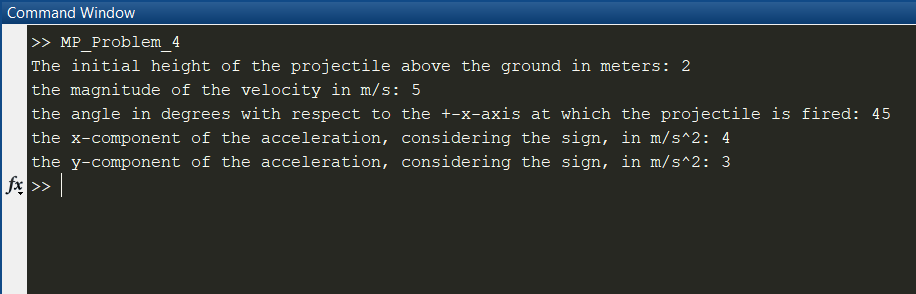 Command Window
>> MP_Problem_4
The initial height of the projectile above the ground in meters: 2
the magnitude of the velocity in m/s: 5
the angle in degrees with respect to the +-x-axis at which the projectile is fired: 45
the x-component of the acceleration, considering the sign, in m/s^2: 4
the y-component of the acceleration, considering the sign, in m/s^2: 3
fx >>